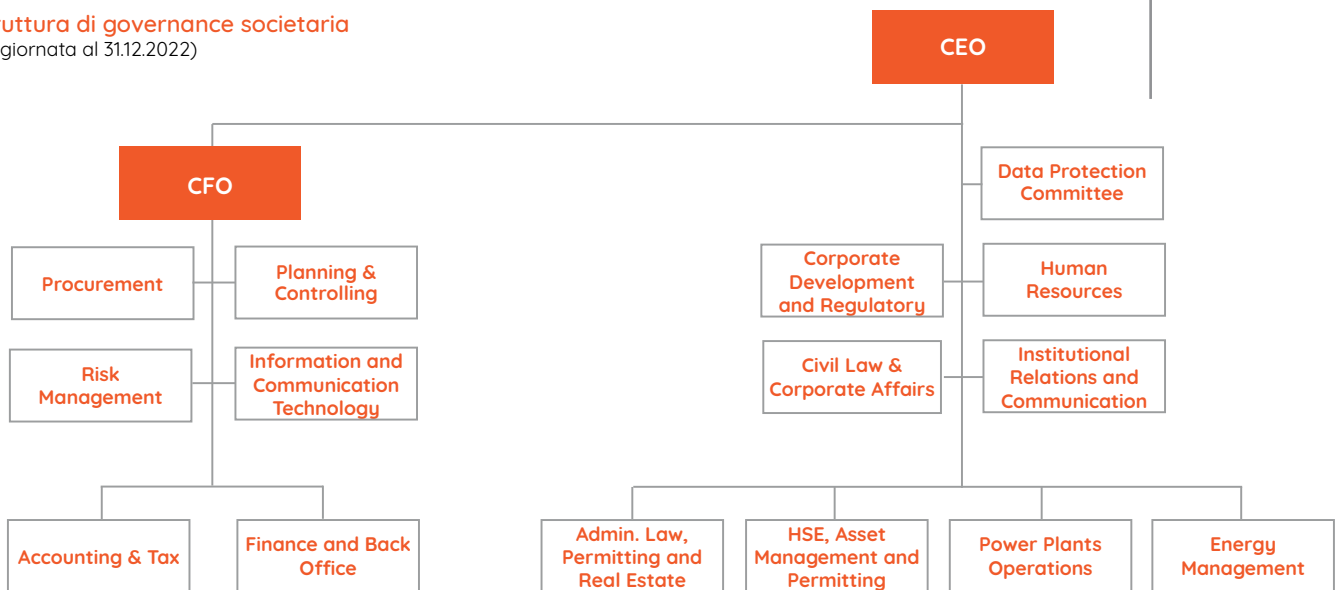 uttura di governance societaria
giornata al 31.12.2022)
CEO
CFO
Data Protection
Committee
Procurement
Planning &
Controlling
Corporate
Development
and Regulatory
Human
Resources
Risk
Management
Information and
Communication
Technology
Civil Law &
Corporate Affairs
Institutional
Relations and
Communication
Accounting & Tax
Finance and Back
Office
Admin. Law,
Permitting and
Real Estate
HSE, Asset
Management and
Permitting
Power Plants
Operations
Energy
Management